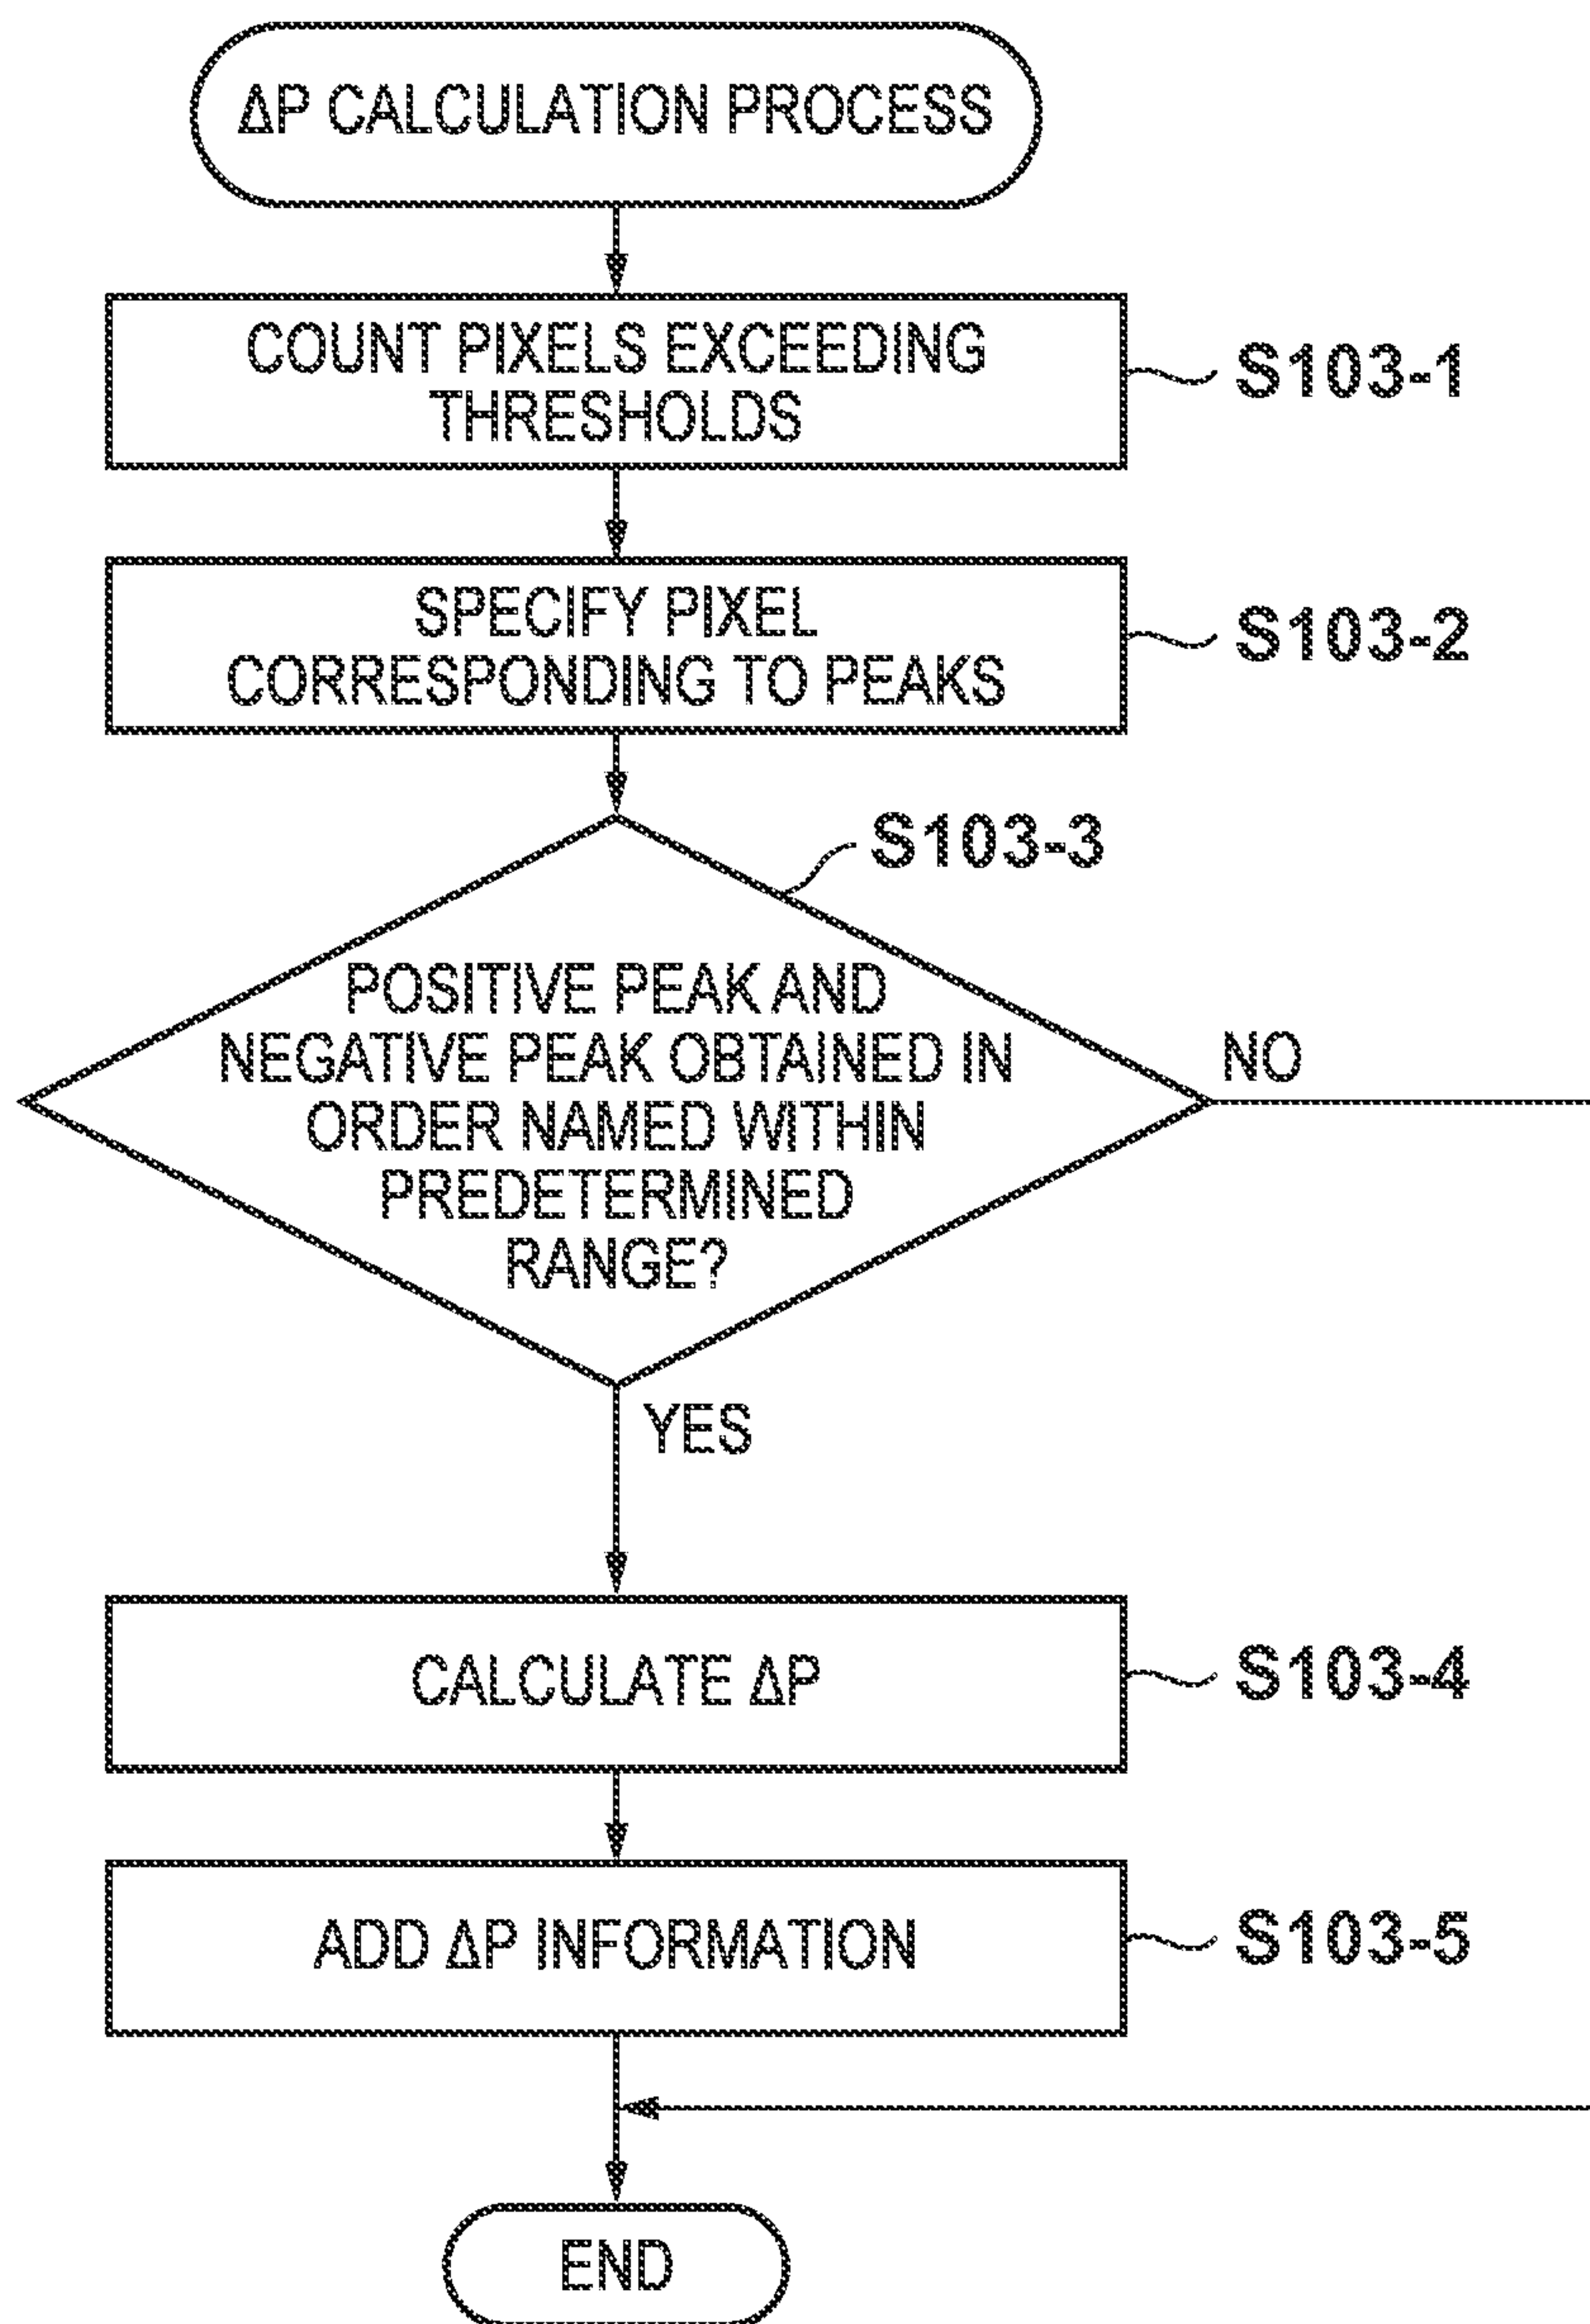 ΔP CALCULATION PROCESS
COUNT PIXELS EXCEEDING
THRESHOLDS
S103-1
SPECIFY PIXEL
CORRESPONDING TO PEAKS
S103-2
S103-3
POSITIVE PEAK AND
NEGATIVE PEAK OBTAINED IN
ORDER NAMED WITHIN
PREDETERMINED
RANGE?
NO
YES
CALCULATE ΔP
S103-4
ADD ΔP INFORMATION
S103-5
END